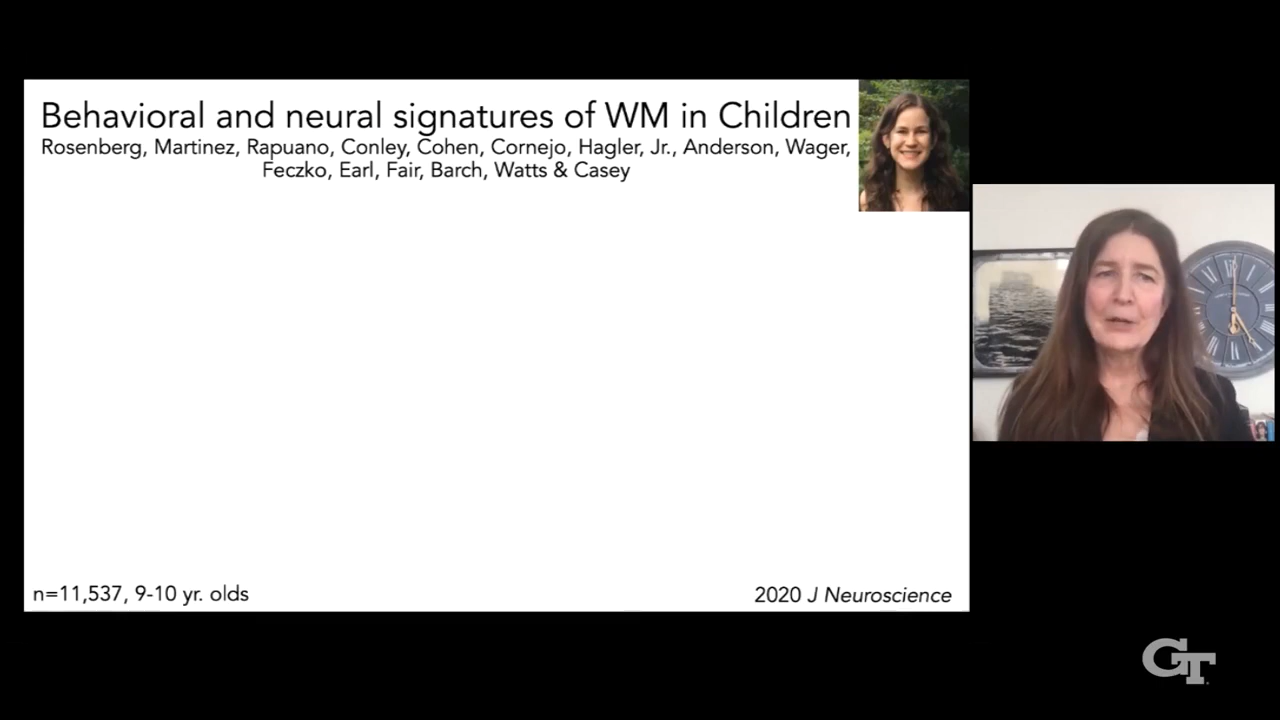 Behavioral and neural signatures of WM in Children
Rosenberg, Martinez, Rapuano, Conley, Cohen, Cornejo, Hagler, Jr., Anderson, Wager,
Feczko, Earl, Fair, Barch, Watts & Casey
n=11,537, 9-10 yr. olds
2020 J Neuroscience
GT